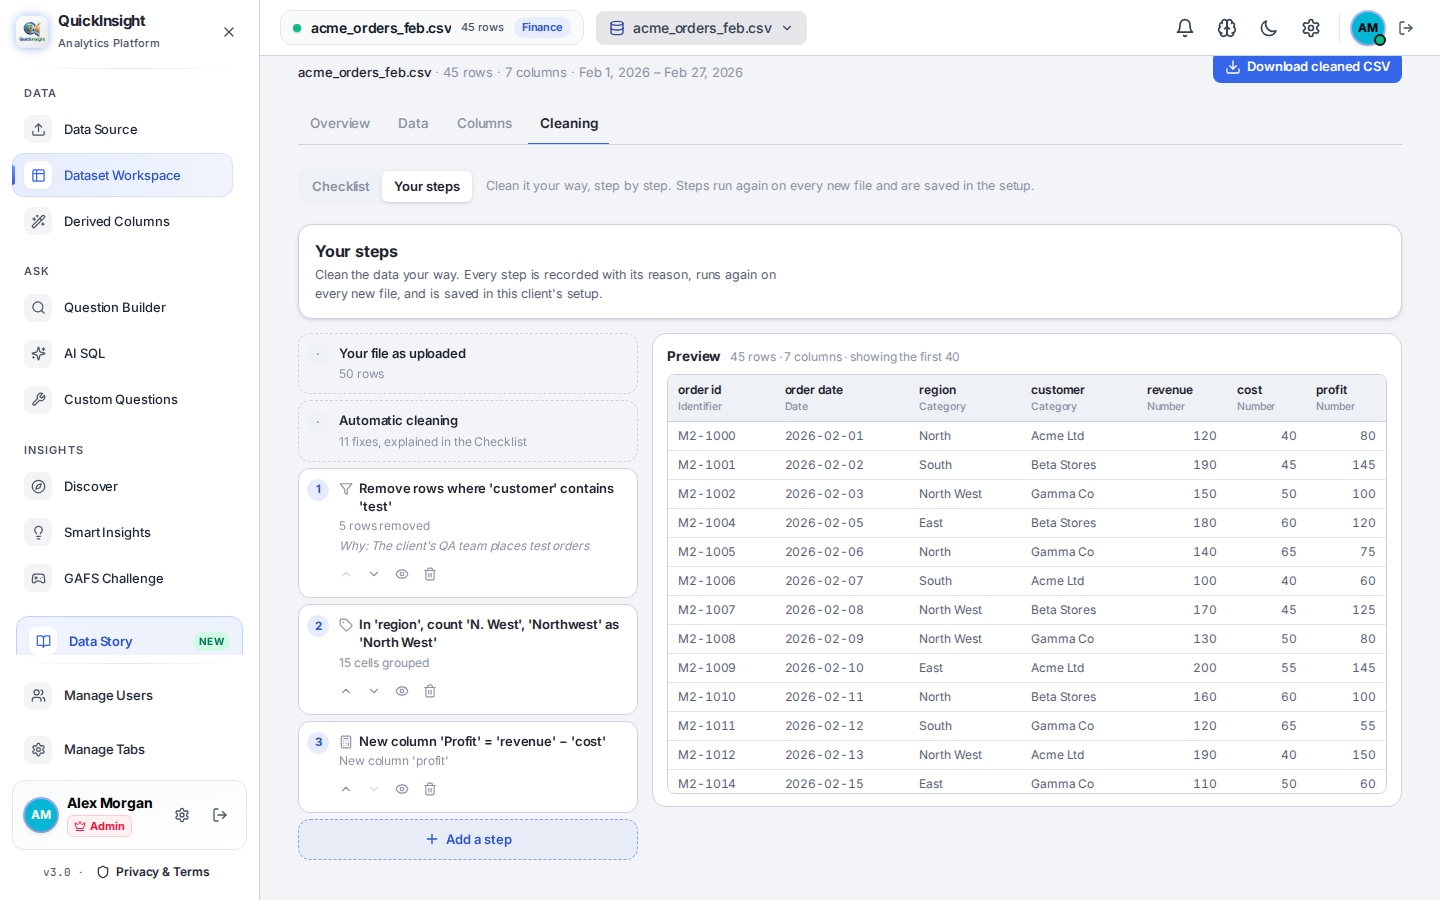 QuickInsight
Analytics Platform
DATA
Data Source
Dataset Workspace
Derived Columns
ASK
Question Builder
AI SQL
Custom Questions
INSIGHTS
Discover
Smart Insights
GAFS Challenge
Data Story NEW
Manage Users
Manage Tabs
AM Alex Morgan
Admin
v3.0 · Privacy & Terms
acme_orders_feb.csv 45 rows Finance
acme_orders_feb.csv
AM
acme_orders_feb.csv · 45 rows · 7 columns · Feb 1, 2026 – Feb 27, 2026
Download cleaned CSV
Overview Data Columns Cleaning
Checklist Your steps Clean it your way, step by step. Steps run again on every new file and are saved in the setup.
Your steps
Clean the data your way. Every step is recorded with its reason, runs again on
every new file, and is saved in this client's setup.
Your file as uploaded
50 rows
Automatic cleaning
11 fixes, explained in the Checklist
1 Remove rows where 'customer' contains
'test'
5 rows removed
Why: The client's QA team places test orders
2 In 'region', count 'N. West', 'Northwest' as
'North West'
15 cells grouped
3 New column 'Profit' = 'revenue' – 'cost'
New column 'profit'
+ Add a step
Preview 45 rows · 7 columns · showing the first 40
order id order date region customer revenue cost profit
Identifier Date Category Category Number Number Number
M2-1000 2026-02-01 North Acme Ltd 120 40 80
M2-1001 2026-02-02 South Beta Stores 190 45 145
M2-1002 2026-02-03 North West Gamma Co 150 50 100
M2-1004 2026-02-05 East Beta Stores 180 60 120
M2-1005 2026-02-06 North Gamma Co 140 65 75
M2-1006 2026-02-07 South Acme Ltd 100 40 60
M2-1007 2026-02-08 North West Beta Stores 170 45 125
M2-1008 2026-02-09 North West Gamma Co 130 50 80
M2-1009 2026-02-10 East Acme Ltd 200 55 145
M2-1010 2026-02-11 North Beta Stores 160 60 100
M2-1011 2026-02-12 South Gamma Co 120 65 55
M2-1012 2026-02-13 North West Acme Ltd 190 40 150
M2-1014 2026-02-15 East Gamma Co 110 50 60